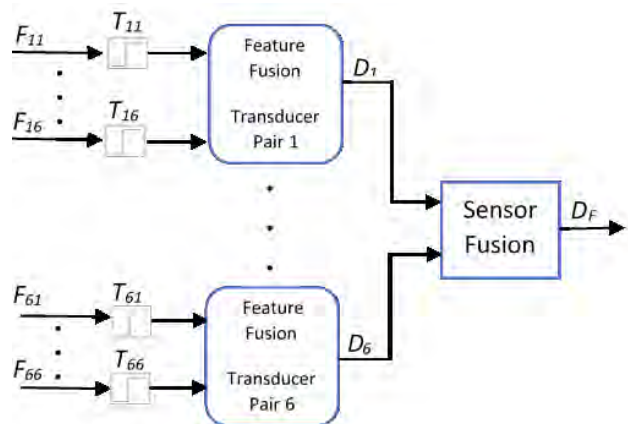 F11
T11
F16
T16
Feature
Fusion
Transducer
Pair 1
D1
Sensor
Fusion
DF
F61
T61
F66
T66
Feature
Fusion
Transducer
Pair 6
D6